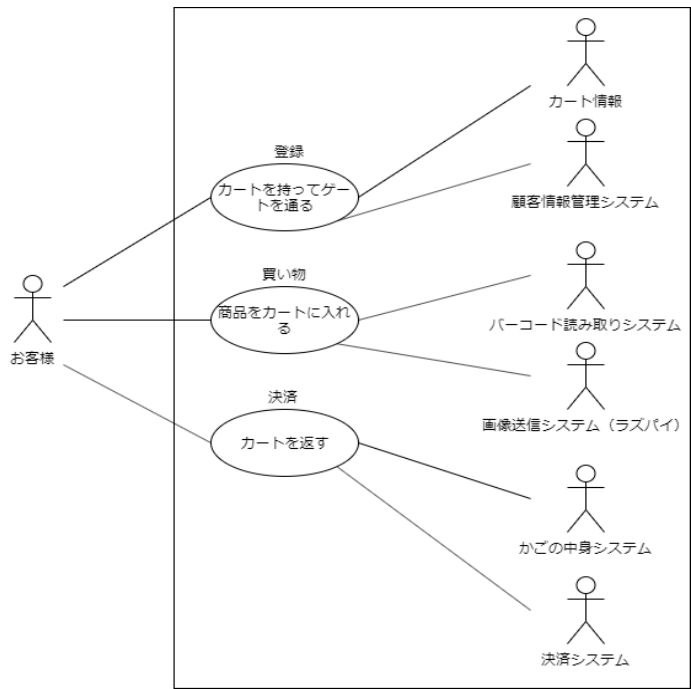 カート情報
登録
カートを持ってゲー
トを通る
顧客情報管理システム
買い物
商品をカートに入れ
る
バーコード読み取りシステム
お客様
決済
カートを返す
画像送信システム（ラズパイ）
かごの中身システム
決済システム